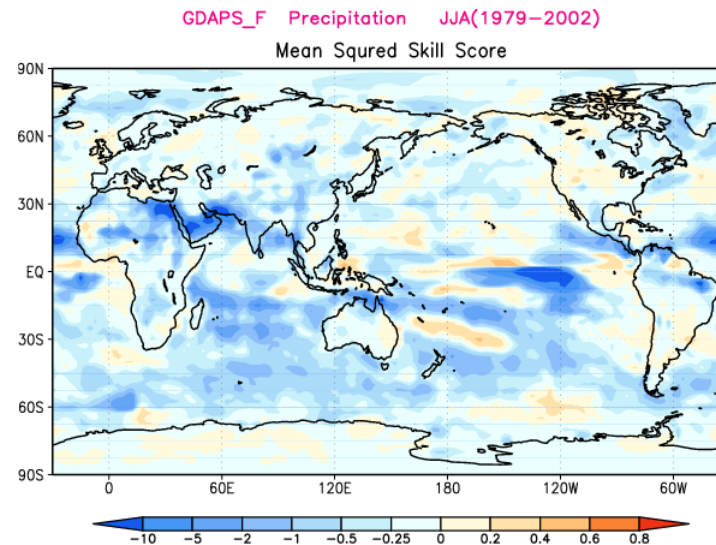 GDAPS_F Precipitation JJA(1979−2002)
Mean Squred Skill Score
90N
60N
30N
EQ
30S
60S
90S
0 60E 120E 180 120W 60W
−10 −5 −2 −1 −0.5 −0.25 0 0.2 0.4 0.6 0.8